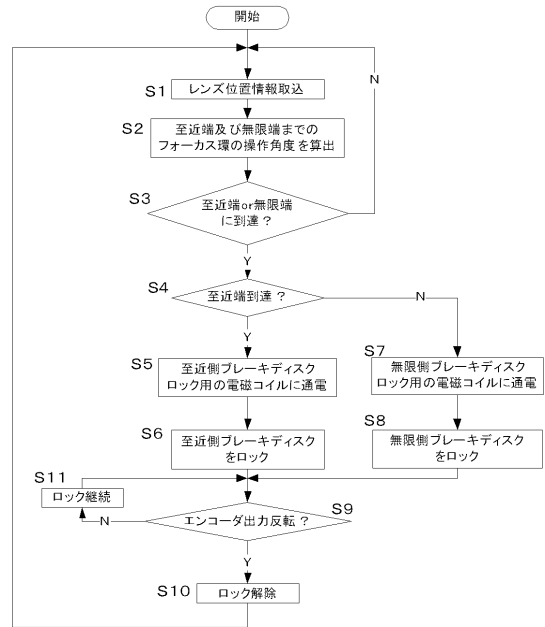 開始
N
S1
レンズ位置情報取込
S2
至近端及び無限端までの
フォーカス環の操作角度を算出
S3
至近端or無限端
に到達？
Y
S4
至近端到達？
N
Y
S5
至近側ブレーキディスク
ロック用の電磁コイルに通電
S7
無限側ブレーキディスク
ロック用の電磁コイルに通電
S6
至近側ブレーキディスク
をロック
S8
無限側ブレーキディスク
をロック
S11
ロック継続
S9
エンコーダ出力反転？
N
Y
S10
ロック解除